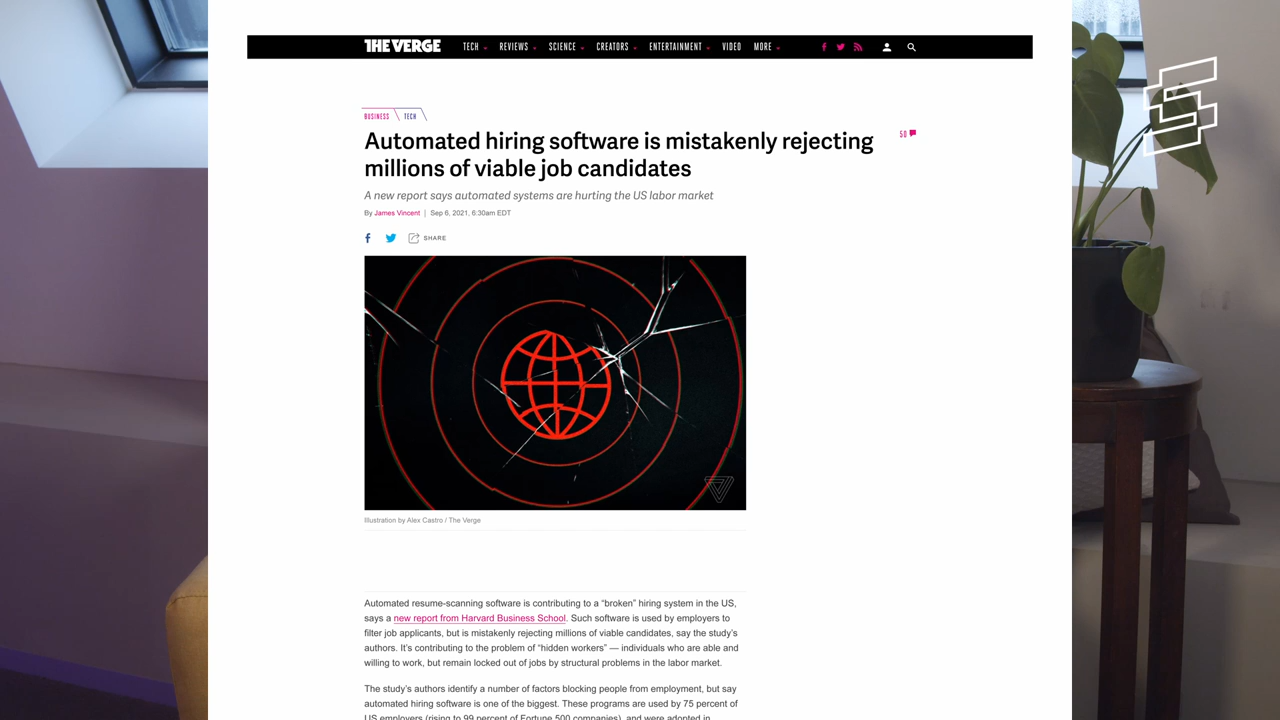 THE VERGE TECH REVIEWS SCIENCE CREATORS ENTERTAINMENT VIDEO MORE
BUSINESS TECH
Automated hiring software is mistakenly rejecting
millions of viable job candidates
50
A new report says automated systems are hurting the US labor market
By James Vincent | Sep 6, 2021, 6:30am EDT
SHARE
Illustration by Alex Castro / The Verge
Automated resume-scanning software is contributing to a “broken” hiring system in the US,
says a new report from Harvard Business School. Such software is used by employers to
filter job applicants, but is mistakenly rejecting millions of viable candidates, say the study’s
authors. It’s contributing to the problem of “hidden workers” — individuals who are able and
willing to work, but remain locked out of jobs by structural problems in the labor market.
The study’s authors identify a number of factors blocking people from employment, but say
automated hiring software is one of the biggest. These programs are used by 75 percent of
US employers (rising to 99 percent of Fortune 500 companies), and were adopted in